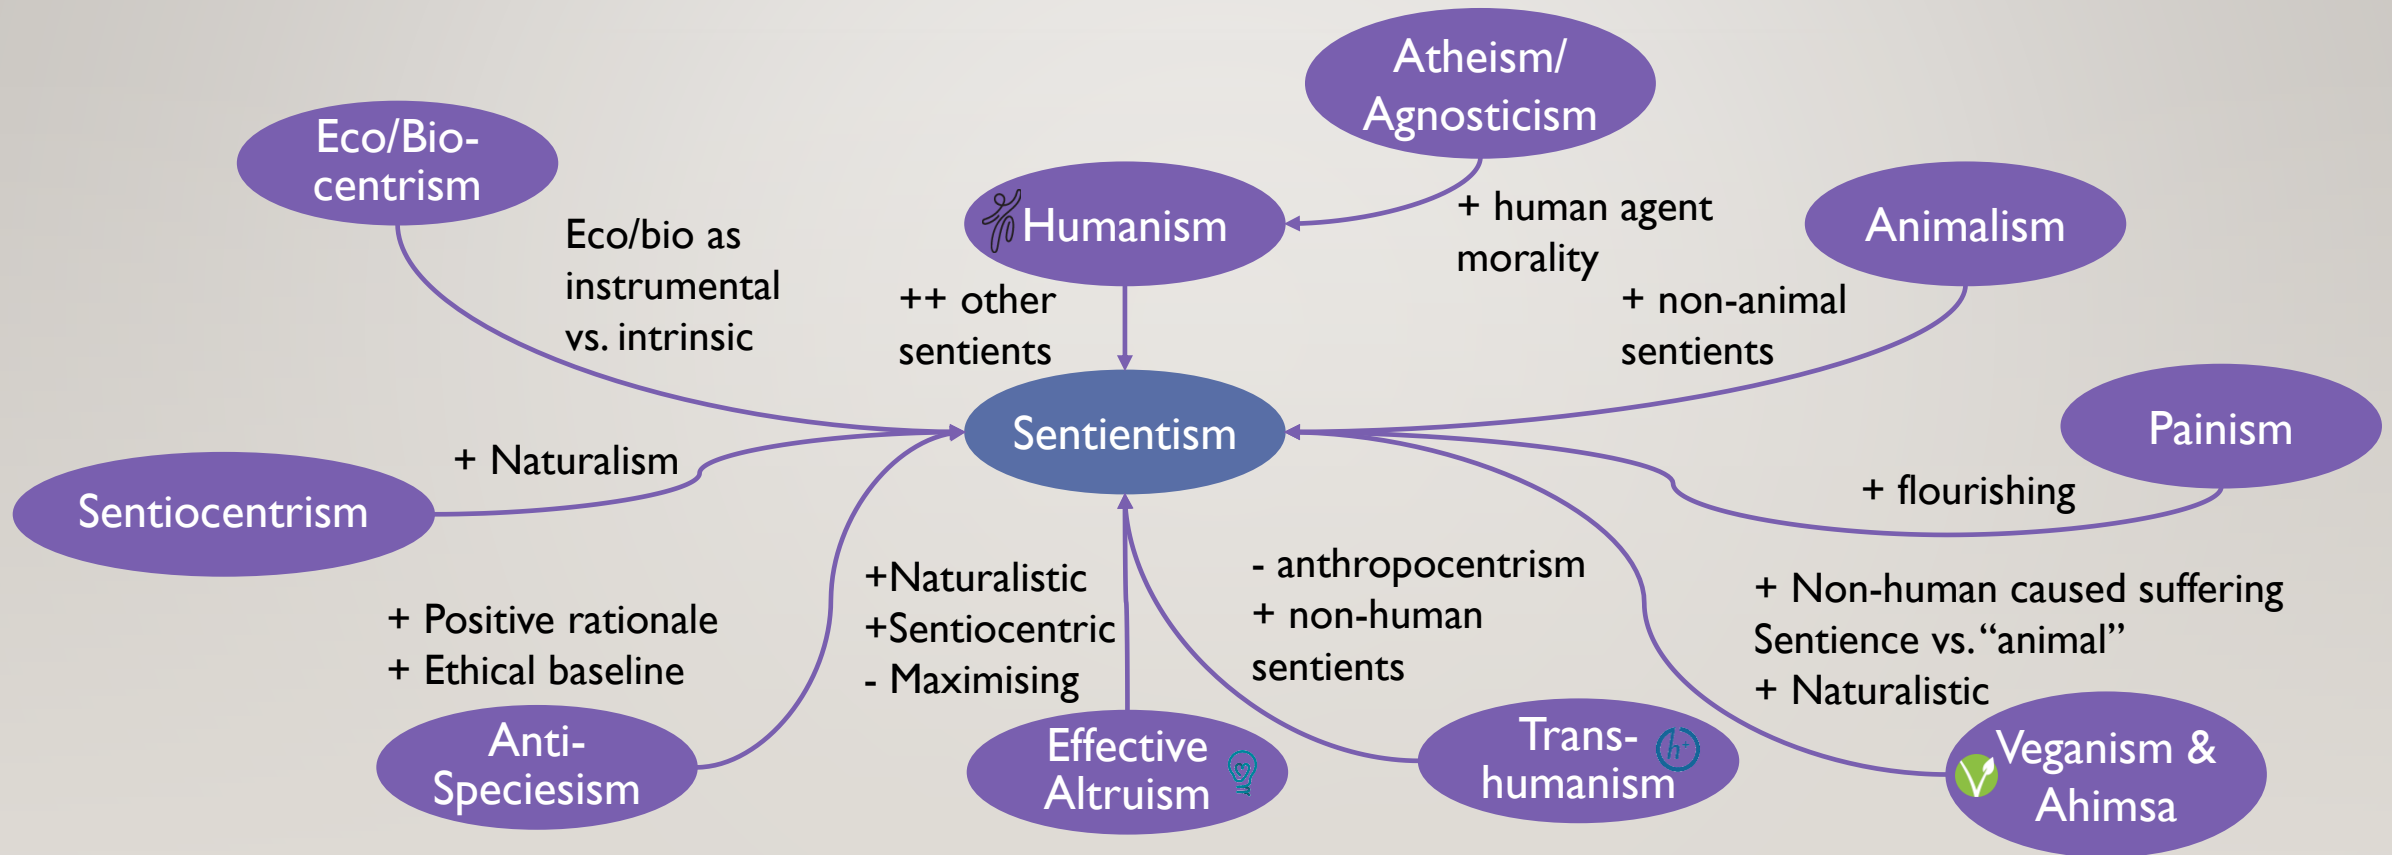 Atheism/
Agnosticism
Eco/Bio-
centrism
Humanism
Animalism
+ human agent
morality
Eco/bio as
instrumental
vs. intrinsic
++ other
sentients
+ non-animal
sentients
Sentientism
Painism
+ Naturalism
Sentiocentrism
+ flourishing
+ Positive rationale
+ Ethical baseline
+Naturalistic
+Sentiocentric
- Maximising
- anthropocentrism
+ non-human
sentients
+ Non-human caused suffering
Sentience vs. “animal”
+ Naturalistic
Anti-
Speciesism
Effective
Altruism
Trans-
humanism
h+
Veganism &
Ahimsa